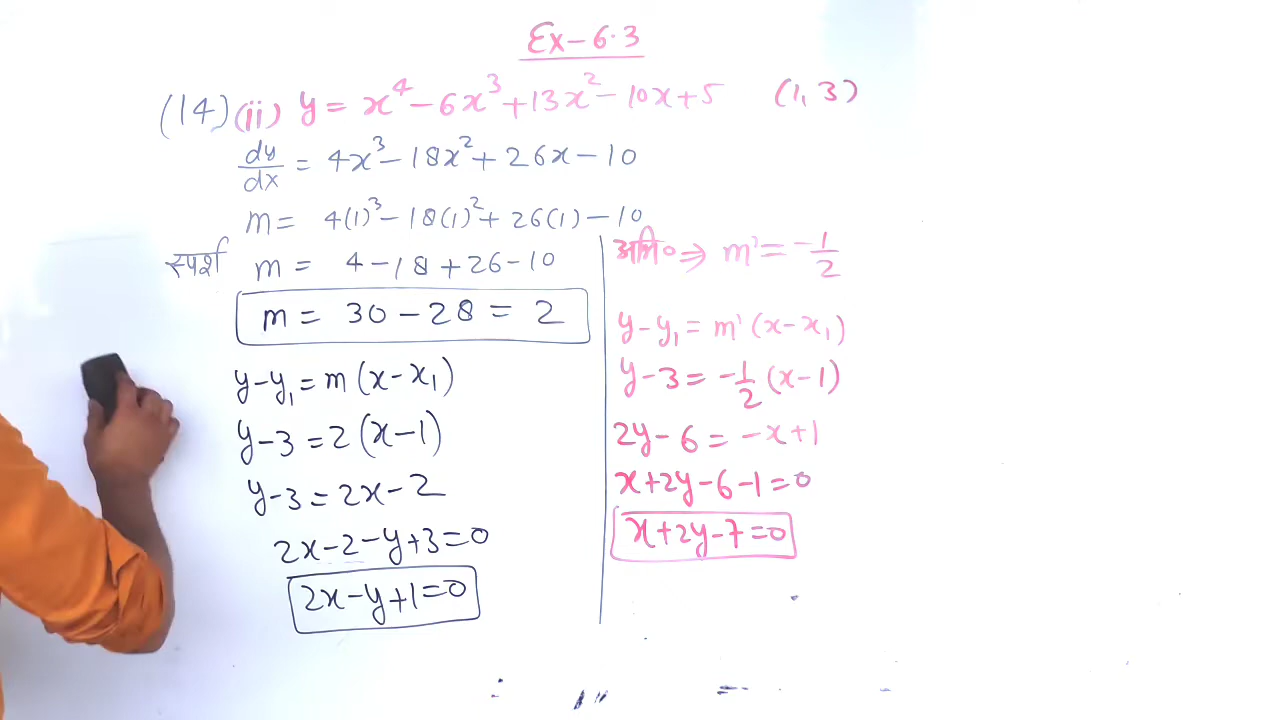 Ex-6.3
(14) (ii) y = x⁴ - 6x³ + 13x² - 10x + 5 (1, 3)
dy/dx = 4x³ - 18x² + 26x - 10
m = 4(1)³ - 18(1)² + 26(1) - 10
स्पर्श m = 4 - 18 + 26 - 10
m = 30 - 28 = 2
y - y₁ = m (x - x₁)
y - 3 = 2 (x - 1)
y - 3 = 2x - 2
2x - 2 - y + 3 = 0
2x - y + 1 = 0
अभि० ⇒ m' = -1/2
y - y₁ = m' (x - x₁)
y - 3 = -1/2 (x - 1)
2y - 6 = -x + 1
x + 2y - 6 - 1 = 0
x + 2y - 7 = 0